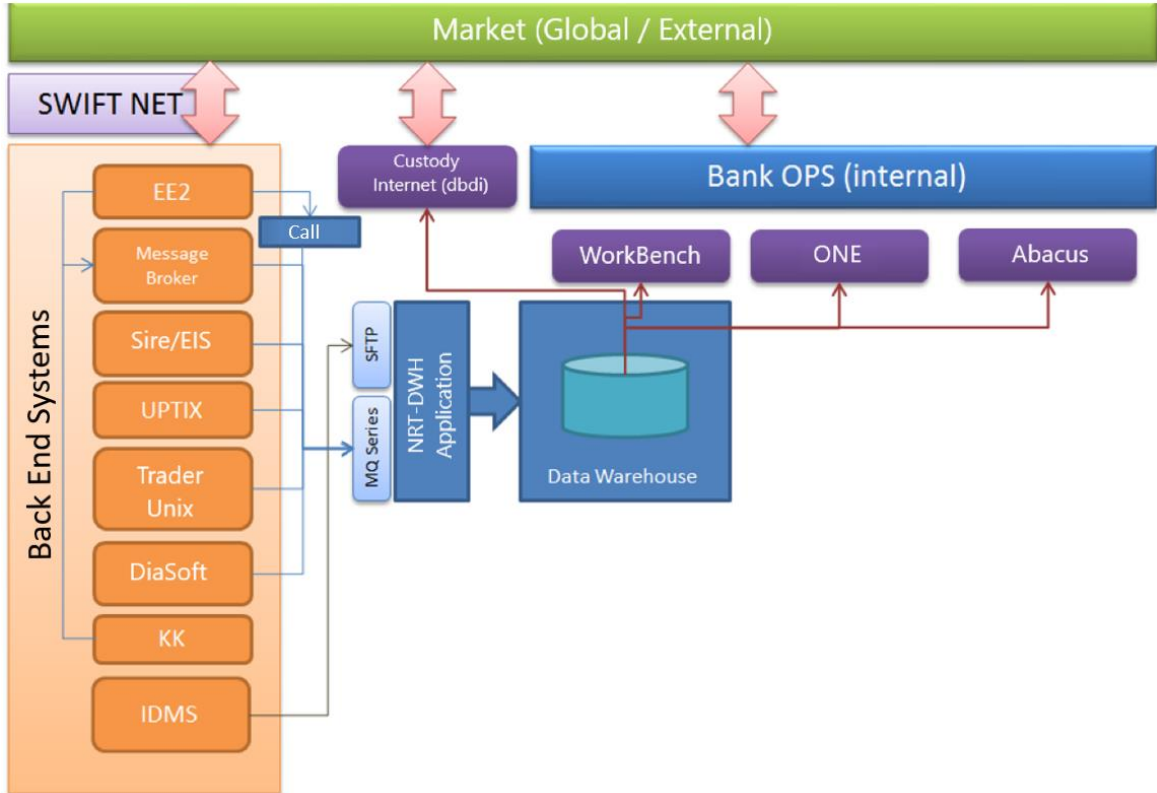 Market (Global / External)
SWIFT NET
Custody
Internet (dbdi)
Bank OPS (internal)
Back End Systems
EE2
Call
Message
Broker
WorkBench
ONE
Abacus
Sire/EIS
SFTP
NRT-DWH
Application
UPTIX
MQ Series
Trader
Unix
Data Warehouse
DiaSoft
KK
IDMS